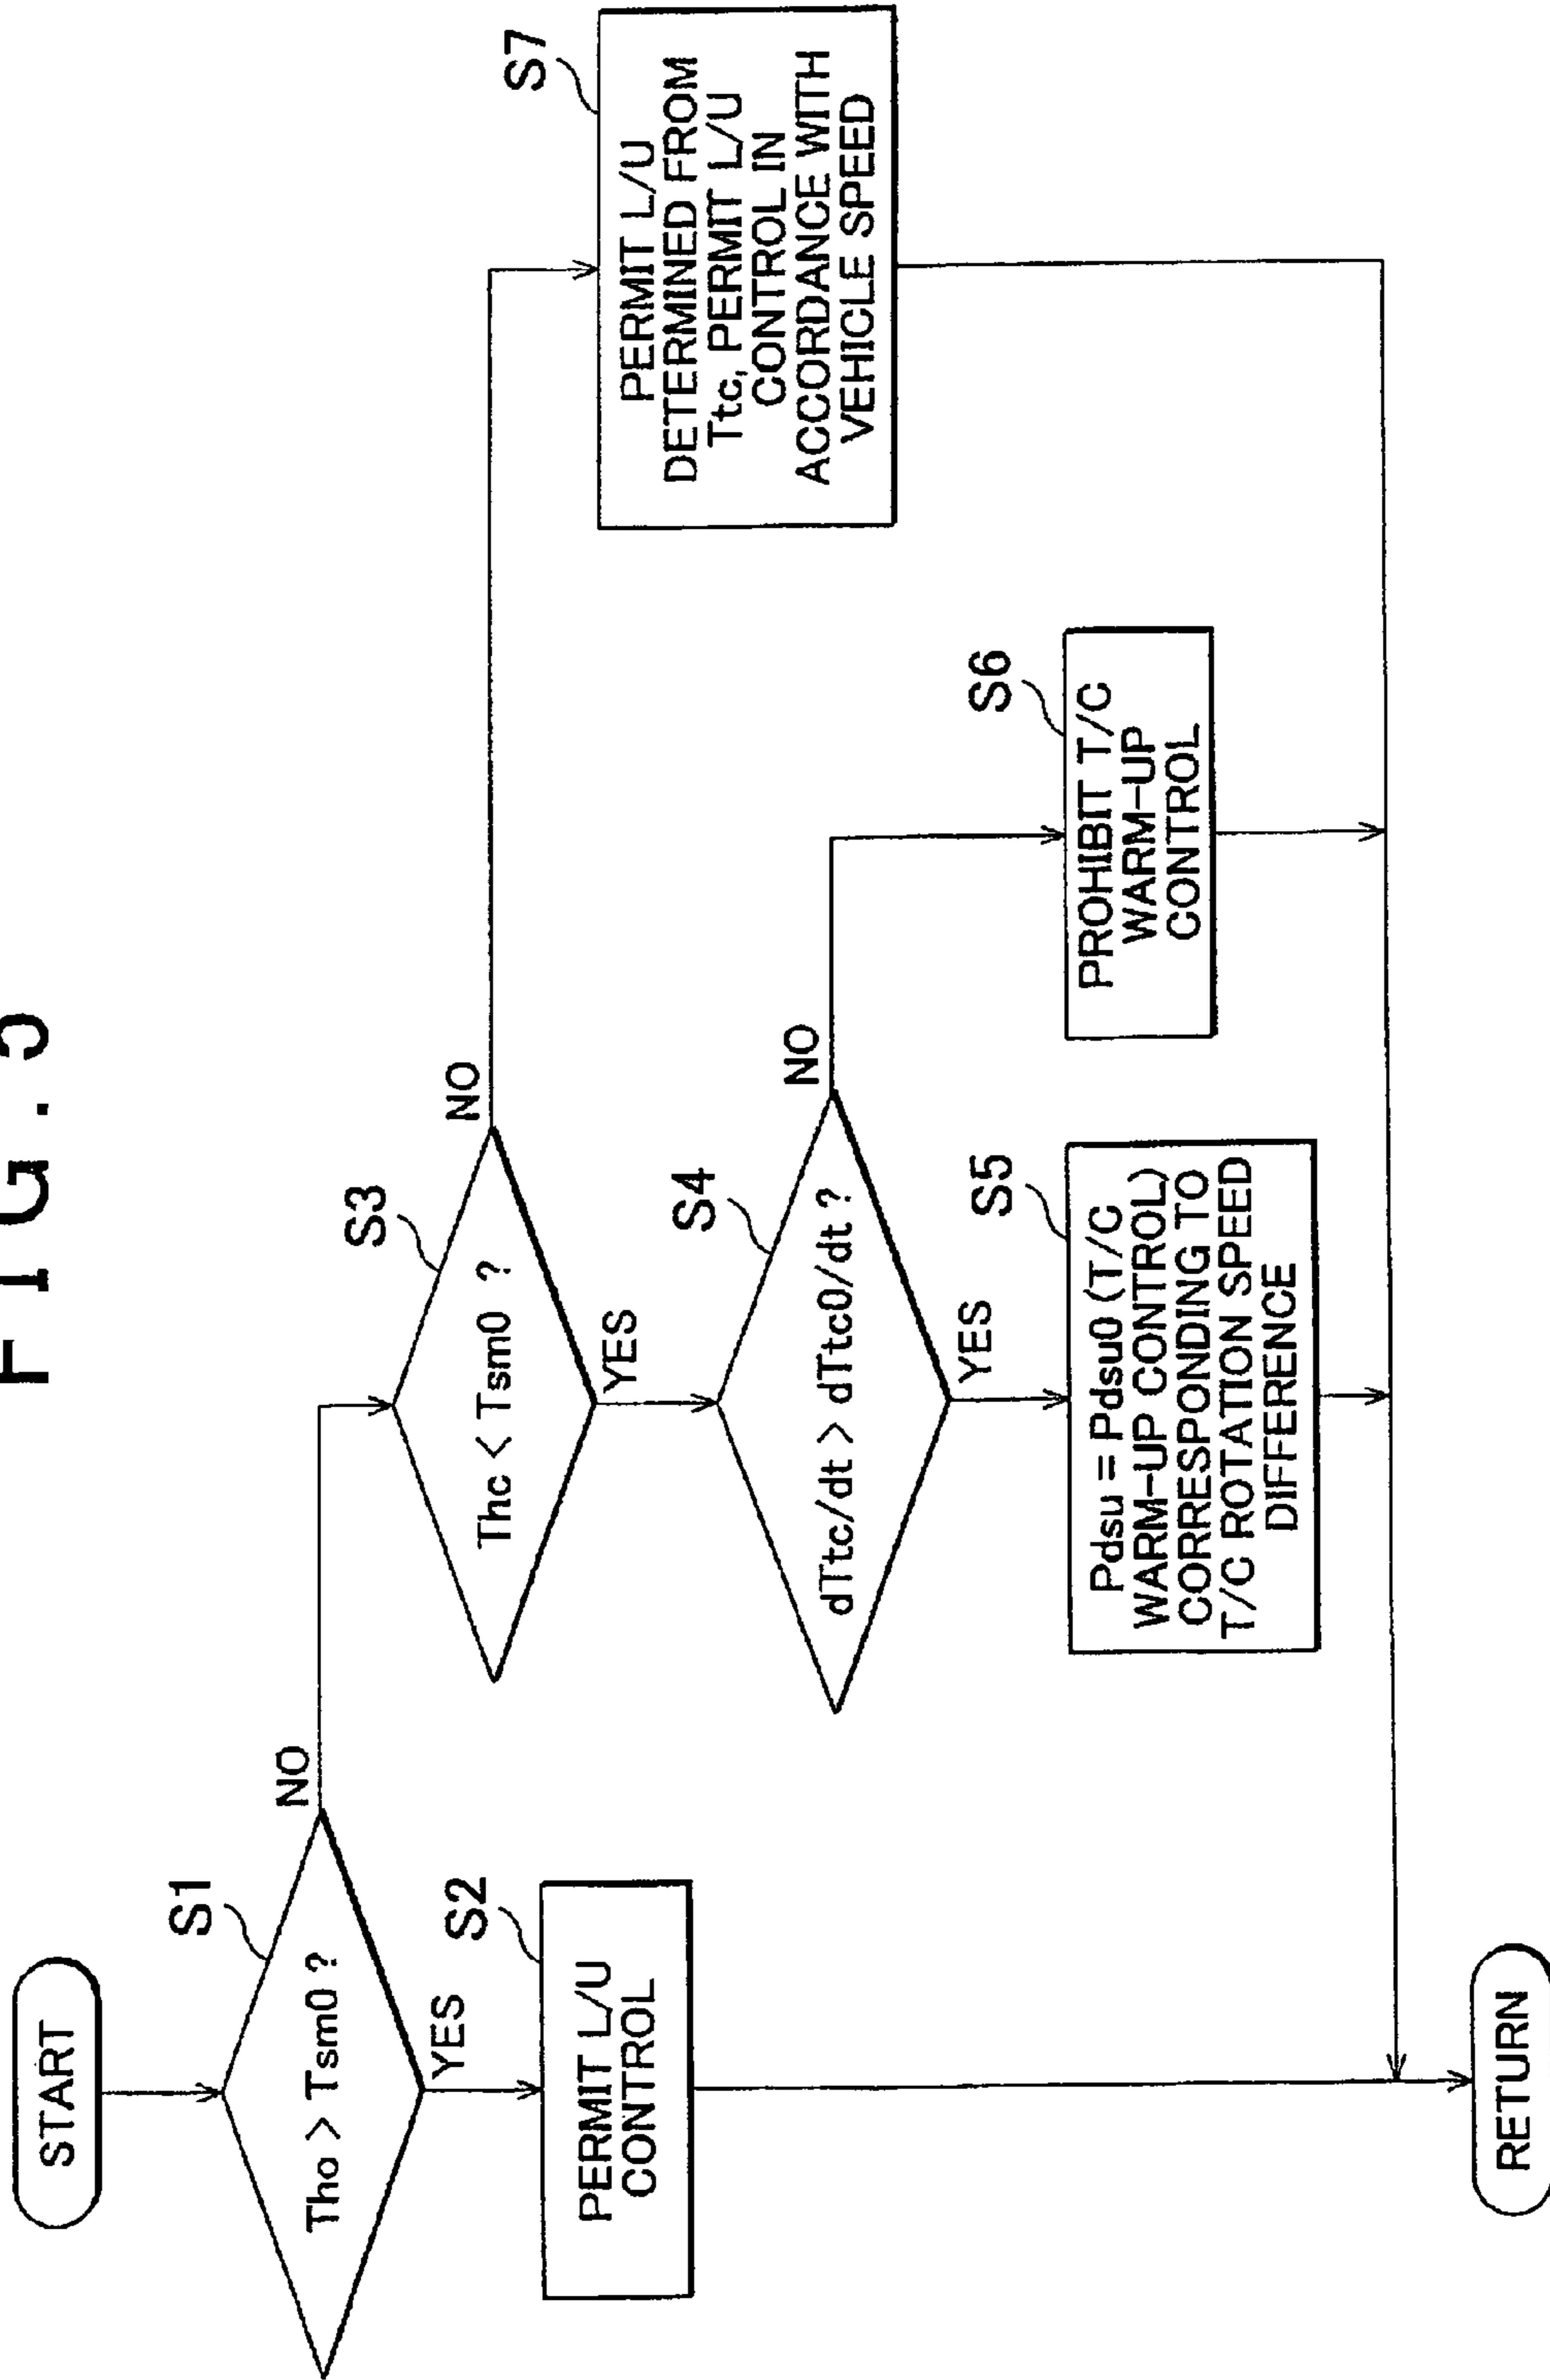 FIG. 5
START
S1
Tho > Tsm0 ?
NO
YES
S2
PERMIT L/U
CONTROL
S3
Thc < Tsm0 ?
NO
YES
S4
dTtc/dt > dTtc0/dt ?
NO
YES
S5
Pdsu = Pdsu0 (T/C
WARM-UP CONTROL)
CORRESPONDING TO
T/C ROTATION SPEED
DIFFERENCE
S6
PROHIBIT T/C
WARM-UP
CONTROL
S7
PERMIT L/U
DETERMINED FROM
Ttc, PERMIT L/U
CONTROL IN
ACCORDANCE WITH
VEHICLE SPEED
RETURN